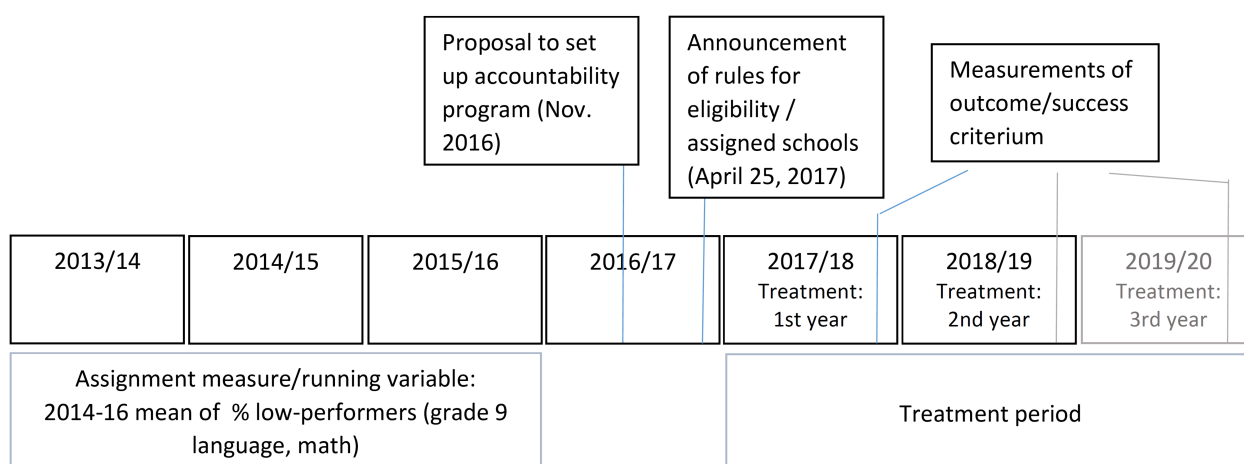 Proposal to set
up accountability
program (Nov.
2016)
Announcement
of rules for
eligibility /
assigned schools
(April 25, 2017)
Measurements of
outcome/success
criterium
2013/14
2014/15
2015/16
2016/17
2017/18
Treatment:
1st year
2018/19
Treatment:
2nd year
2019/20
Treatment:
3rd year
Assignment measure/running variable:
2014-16 mean of % low-performers (grade 9
language, math)
Treatment period